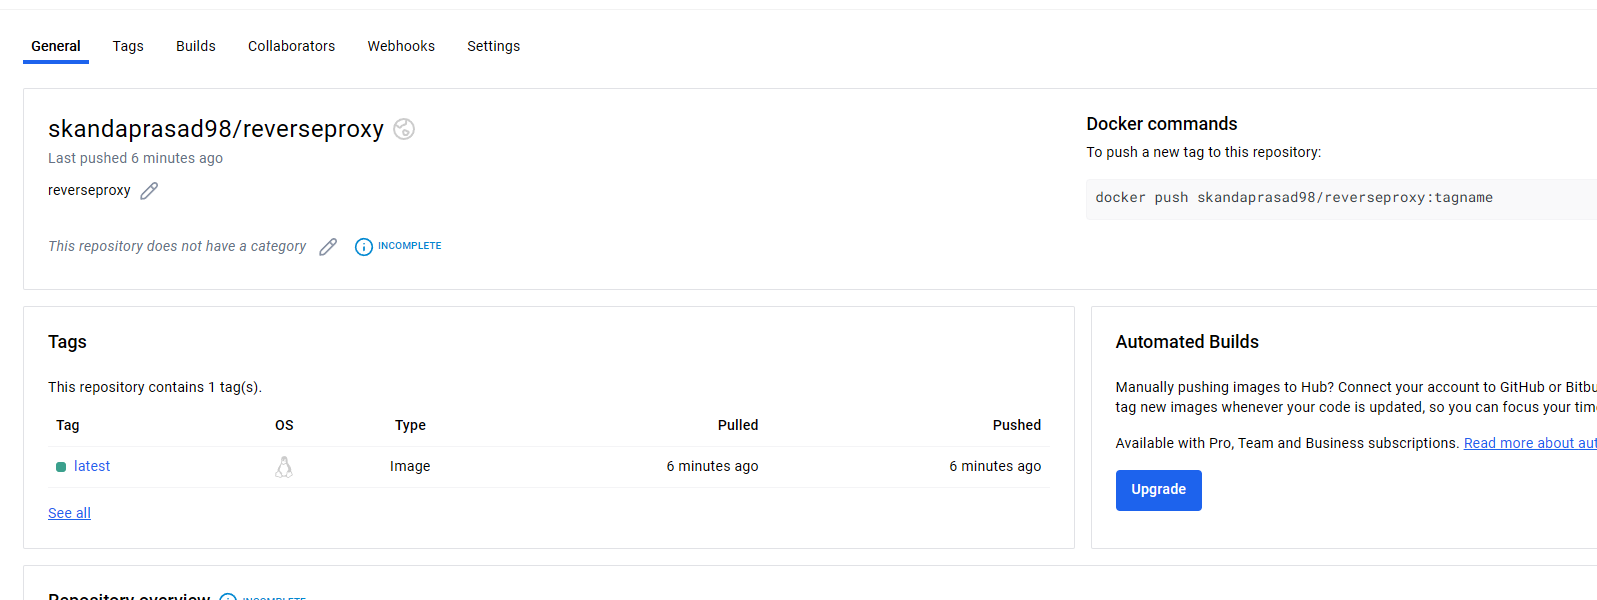 General Tags Builds Collaborators Webhooks Settings
skandaprasad98/reverseproxy
Last pushed 6 minutes ago
reverseproxy
This repository does not have a category INCOMPLETE
Docker commands
To push a new tag to this repository:
docker push skandaprasad98/reverseproxy:tagname
Tags
This repository contains 1 tag(s).
Tag OS Type Pulled Pushed
latest Image 6 minutes ago 6 minutes ago
See all
Automated Builds
Manually pushing images to Hub? Connect your account to GitHub or Bitbu
tag new images whenever your code is updated, so you can focus your tim
Available with Pro, Team and Business subscriptions. Read more about aut
Upgrade
Repository overview INCOMPLETE